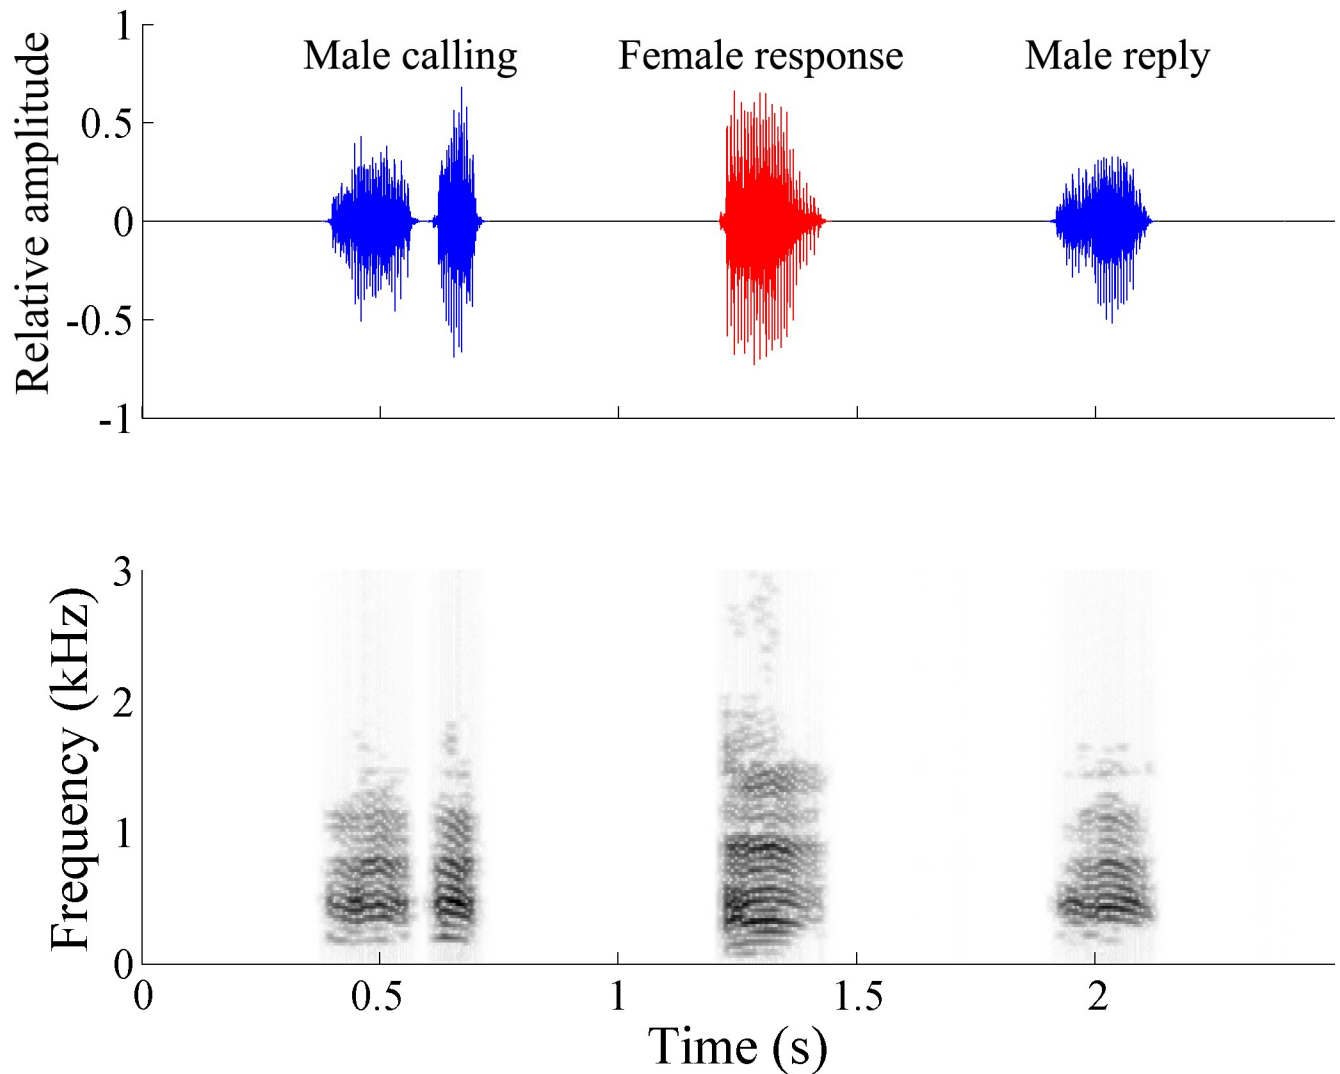 Relative amplitude
1
0.5
0
-0.5
-1
Male calling
Female response
Male reply
Frequency (kHz)
3
2
1
0
0
0.5
1
1.5
2
Time (s)